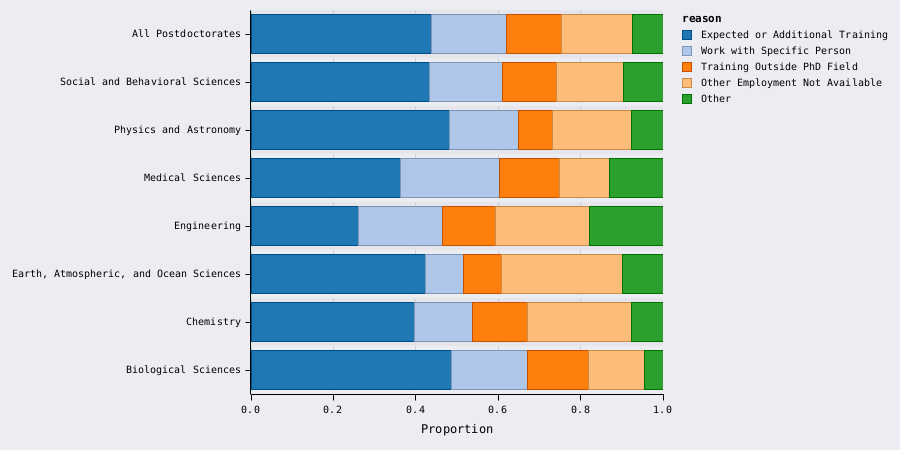 All Postdoctorates
Social and Behavioral Sciences
Physics and Astronomy
Medical Sciences
Engineering
Earth, Atmospheric, and Ocean Sciences
Chemistry
Biological Sciences
0.0 0.2 0.4 0.6 0.8 1.0
Proportion
reason
Expected or Additional Training
Work with Specific Person
Training Outside PhD Field
Other Employment Not Available
Other